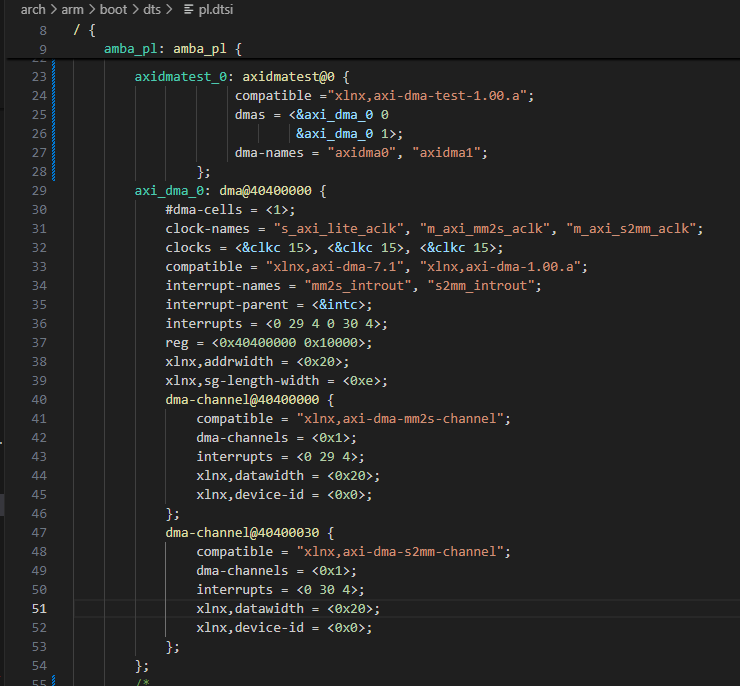 arch > arm > boot > dts > pl.dtsi
8 / {
9 amba_pl: amba_pl {
23 axidmatest_0: axidmatest@0 {
24 compatible ="xlnx,axi-dma-test-1.00.a";
25 dmas = <&axi_dma_0 0
26 &axi_dma_0 1>;
27 dma-names = "axidma0", "axidma1";
28 };
29 axi_dma_0: dma@40400000 {
30 #dma-cells = <1>;
31 clock-names = "s_axi_lite_aclk", "m_axi_mm2s_aclk", "m_axi_s2mm_aclk";
32 clocks = <&clkc 15>, <&clkc 15>, <&clkc 15>;
33 compatible = "xlnx,axi-dma-7.1", "xlnx,axi-dma-1.00.a";
34 interrupt-names = "mm2s_introut", "s2mm_introut";
35 interrupt-parent = <&intc>;
36 interrupts = <0 29 4 0 30 4>;
37 reg = <0x40400000 0x10000>;
38 xlnx,addrwidth = <0x20>;
39 xlnx,sg-length-width = <0xe>;
40 dma-channel@40400000 {
41 compatible = "xlnx,axi-dma-mm2s-channel";
42 dma-channels = <0x1>;
43 interrupts = <0 29 4>;
44 xlnx,datawidth = <0x20>;
45 xlnx,device-id = <0x0>;
46 };
47 dma-channel@40400030 {
48 compatible = "xlnx,axi-dma-s2mm-channel";
49 dma-channels = <0x1>;
50 interrupts = <0 30 4>;
51 xlnx,datawidth = <0x20>;
52 xlnx,device-id = <0x0>;
53 };
54 };
55 /*